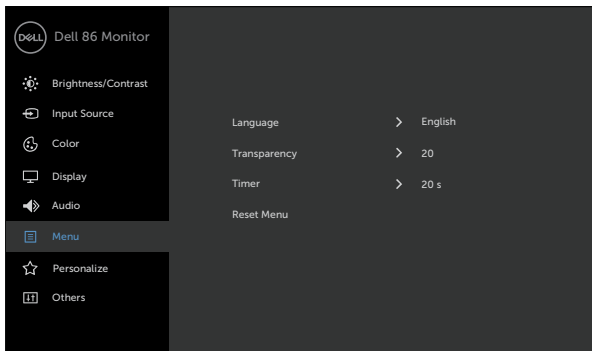 DELL Dell 86 Monitor
Brightness/Contrast
Input Source
Color
Display
Audio
Menu
Personalize
Others
Language > English
Transparency > 20
Timer > 20 s
Reset Menu